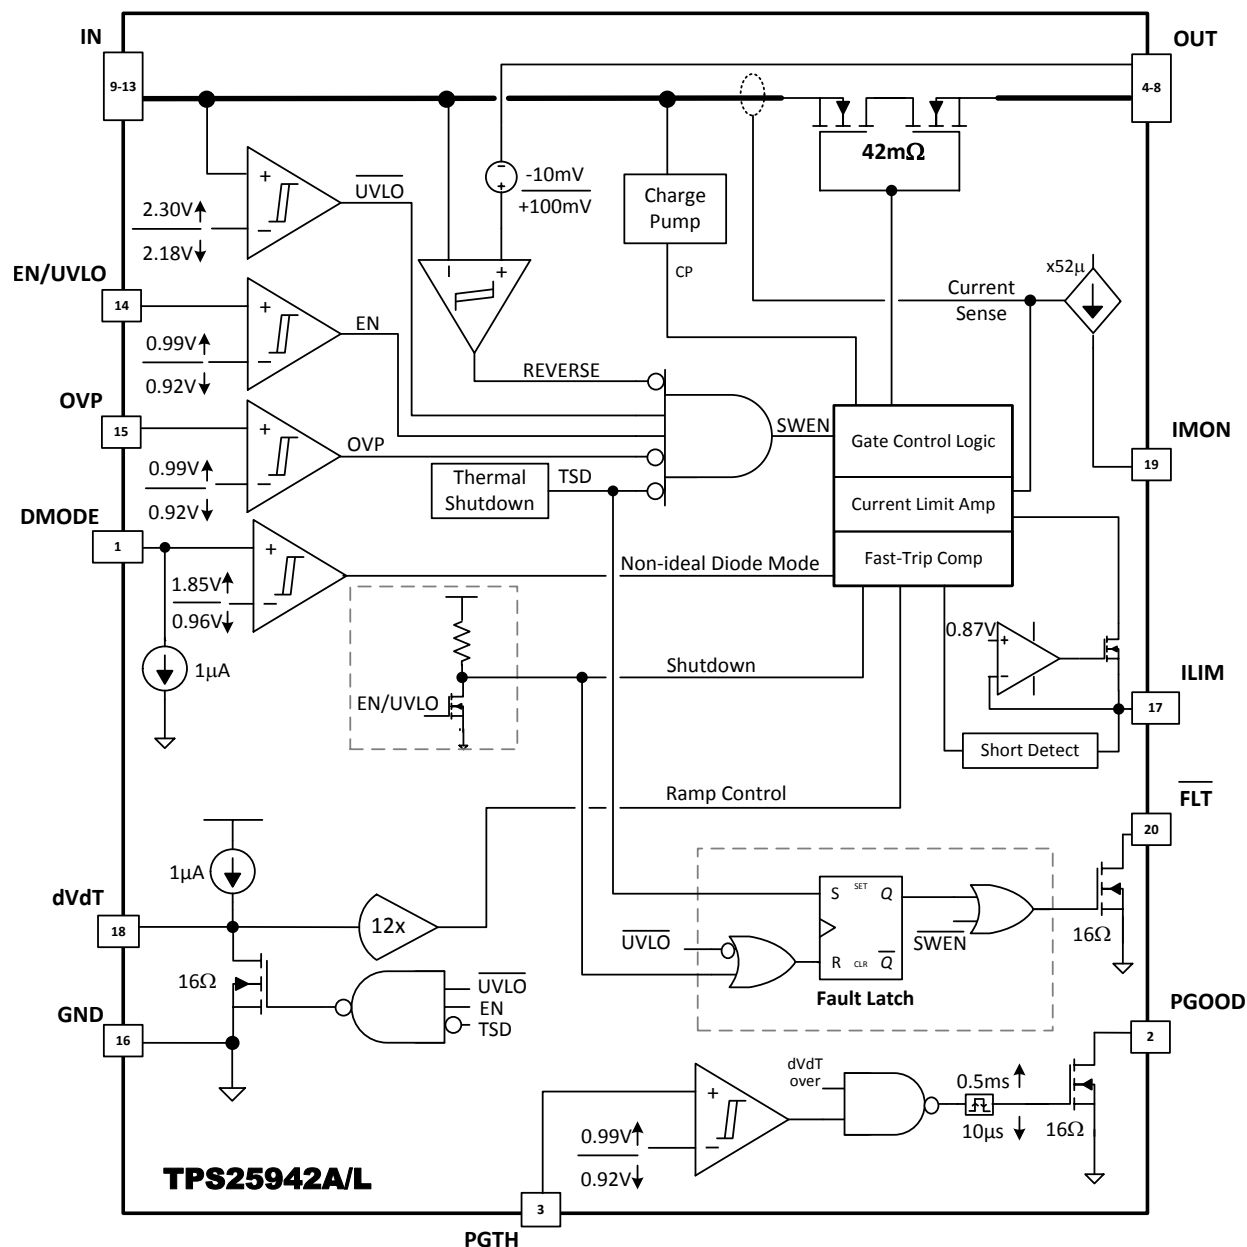 IN
OUT
9-13
4-8
42mΩ
-10mV
+100mV
Charge
Pump
UVLO
2.30V
2.18V
+
−
CP
x52µ
Current
Sense
EN/UVLO
14
EN
+
−
0.99V
0.92V
REVERSE
OVP
15
OVP
+
−
0.99V
0.92V
SWEN
Gate Control Logic
Current Limit Amp
Fast-Trip Comp
IMON
19
Thermal
Shutdown
TSD
DMODE
1
+
−
1.85V
0.96V
1µA
Non-ideal Diode Mode
EN/UVLO
Shutdown
0.87V
+
−
ILIM
17
Short Detect
Ramp Control
FLT
20
16Ω
1µA
dVdT
18
12x
16Ω
UVLO
EN
TSD
GND
16
UVLO
S SET Q
R CLR Q
Fault Latch
SWEN
PGOOD
2
dVdT
over
0.5ms
10µs
16Ω
+
−
0.99V
0.92V
TPS25942A/L
3
PGTH